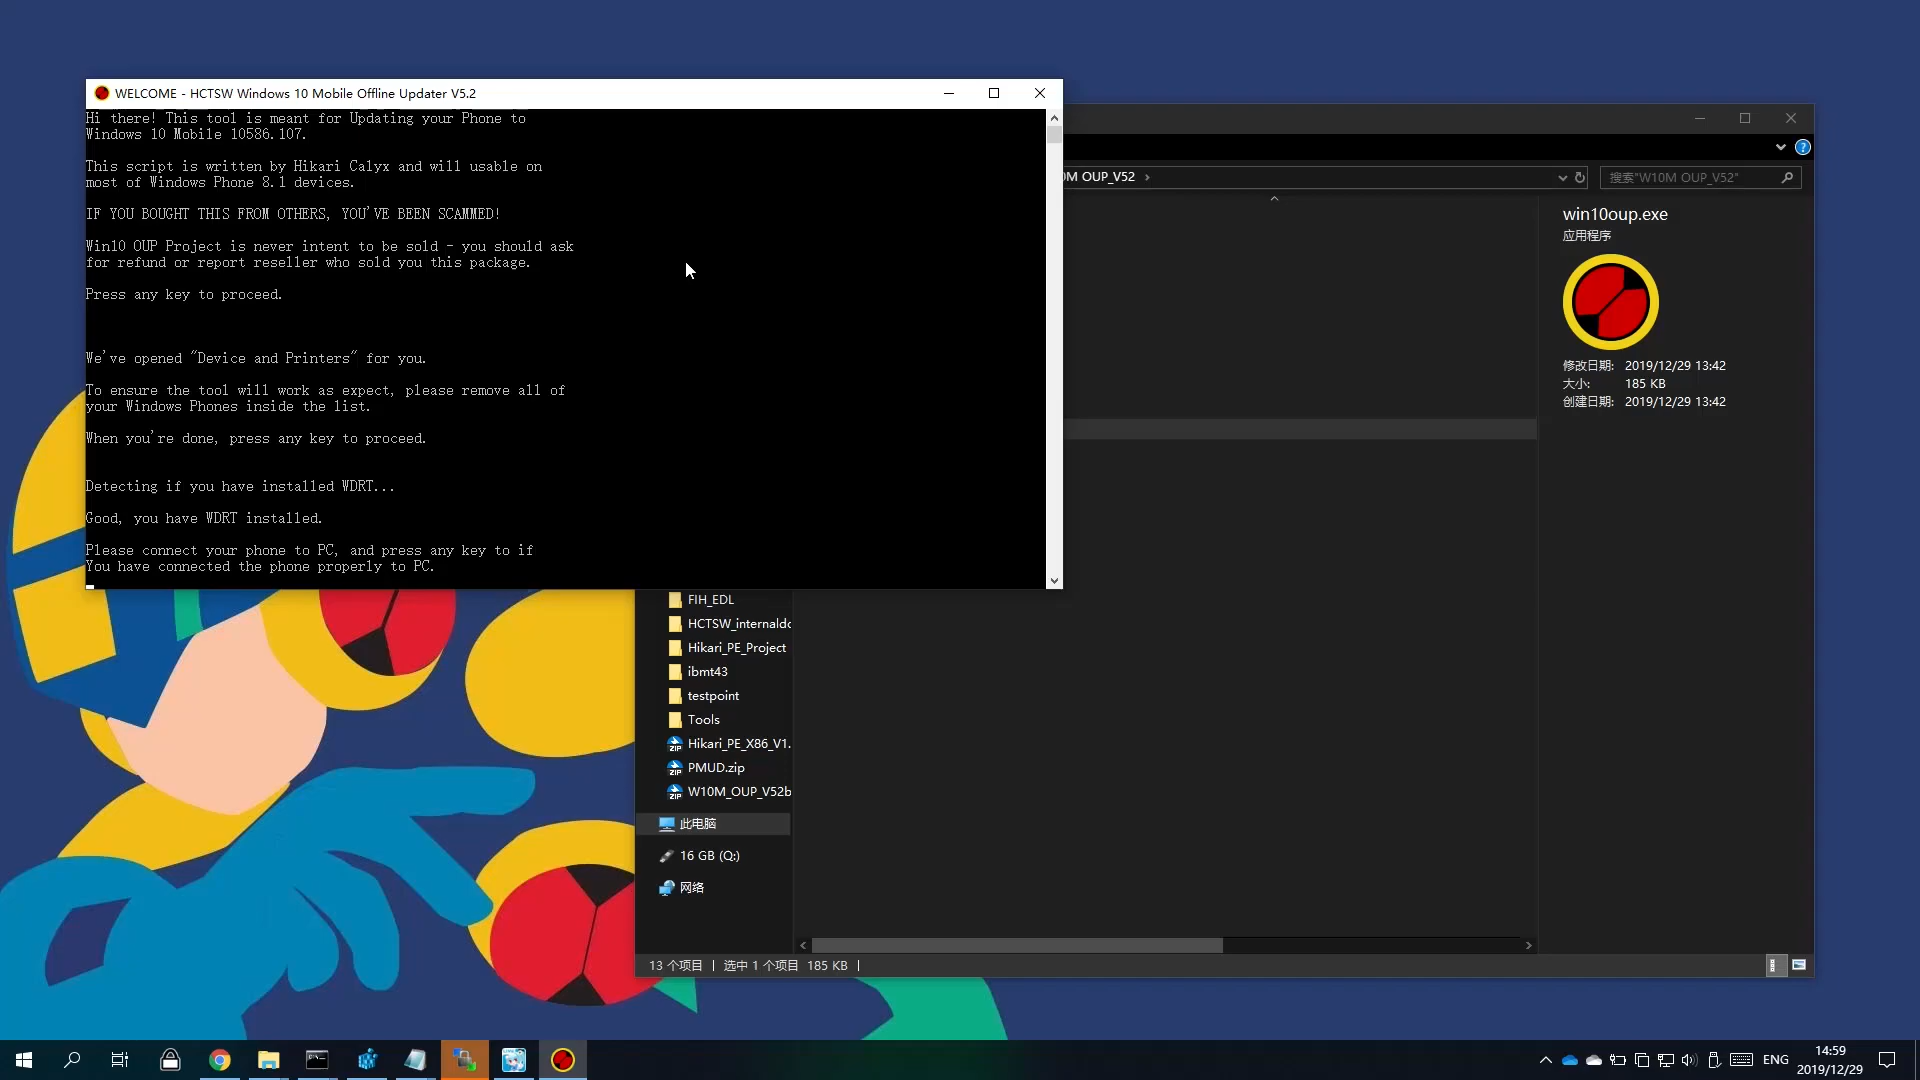 WELCOME - HCTSW Windows 10 Mobile Offline Updater V5.2
Hi there! This tool is meant for Updating your Phone to
Windows 10 Mobile 10586.107.
This script is written by Hikari Calyx and will usable on
most of Windows Phone 8.1 devices.
IF YOU BOUGHT THIS FROM OTHERS, YOU'VE BEEN SCAMMED!
Win10 OUP Project is never intent to be sold - you should ask
for refund or report reseller who sold you this package.
Press any key to proceed.
We've opened "Device and Printers" for you.
To ensure the tool will work as expect, please remove all of
your Windows Phones inside the list.
When you're done, press any key to proceed.
Detecting if you have installed WDRT...
Good, you have WDRT installed.
Please connect your phone to PC, and press any key to if
You have connected the phone properly to PC.
OUP_V52
搜索"W10M OUP_V52"
win10oup.exe
应用程序
修改日期: 2019/12/29 13:42
大小: 185 KB
创建日期: 2019/12/29 13:42
FIH_EDL
HCTSW_internaldo
Hikari_PE_Project
ibmt43
testpoint
Tools
Hikari_PE_X86_V1.
PMUD.zip
W10M_OUP_V52b
此电脑
16 GB (Q:)
网络
13 个项目 | 选中 1 个项目 185 KB |
ENG
14:59
2019/12/29